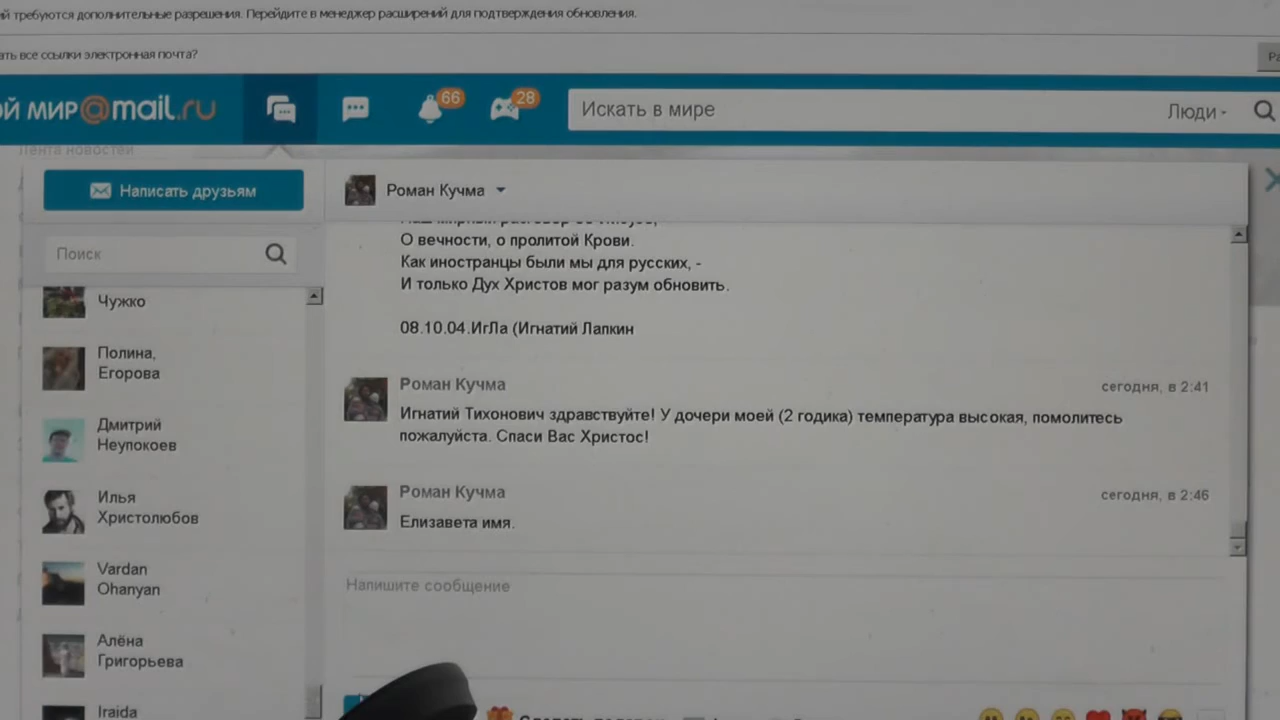 й требуются дополнительные разрешения. Перейдите в менеджер расширений для подтверждения обновления.
ать все ссылки электронная почта?
Ра
ОЙ МИР@mail.ru
66
28
Искать в мире
Люди
Лента новостей
Написать друзьям
Роман Кучма
Поиск
О вечности, о пролитой Крови.
Как иностранцы были мы для русских, -
И только Дух Христов мог разум обновить.
08.10.04.ИгЛа (Игнатий Лапкин
Чужко
Полина,
Егорова
Дмитрий
Неупокоев
Илья
Христолюбов
Vardan
Ohanyan
Алёна
Григорьева
Iraida
Роман Кучма
сегодня, в 2:41
Игнатий Тихонович здравствуйте! У дочери моей (2 годика) температура высокая, помолитесь
пожалуйста. Спаси Вас Христос!
Роман Кучма
сегодня, в 2:46
Елизавета имя.
Напишите сообщение